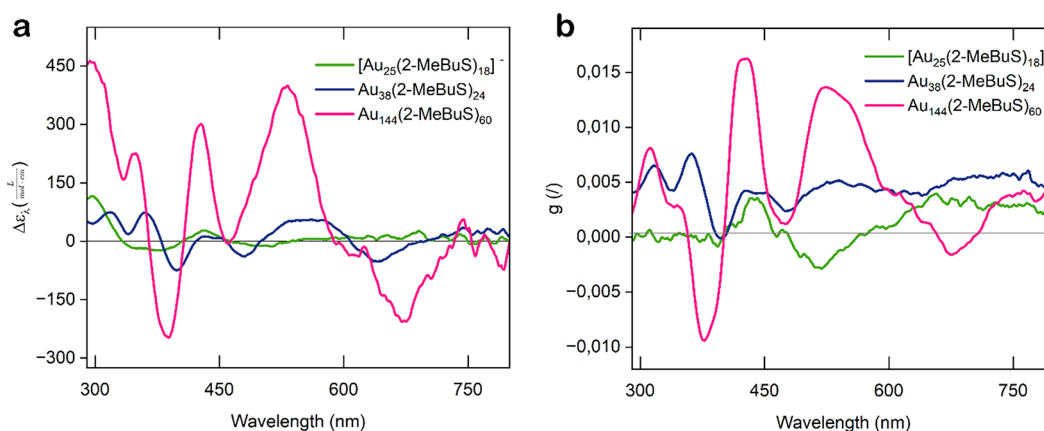 a
450
300
150
0
−150
−300
Δε_λ(L/mol·cm)
[Au₂₅(2-MeBuS)₁₈]⁻
Au₃₈(2-MeBuS)₂₄
Au₁₄₄(2-MeBuS)₆₀
300 450 600 750
Wavelength (nm)
b
0,015
0,010
0,005
0,000
−0,005
−0,010
g (/)
[Au₂₅(2-MeBuS)₁₈]
Au₃₈(2-MeBuS)₂₄
Au₁₄₄(2-MeBuS)₆₀
300 450 600 750
Wavelength (nm)